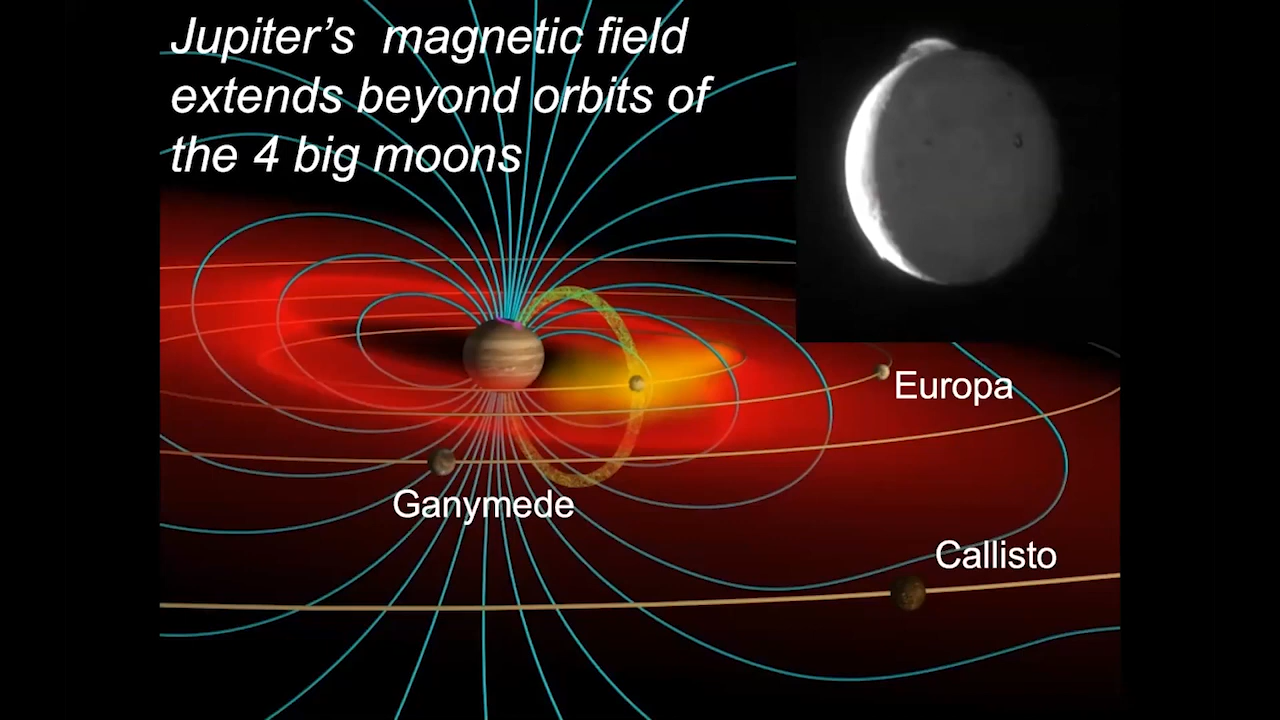 Jupiter’s  magnetic field
extends beyond orbits of
the 4 big moons
Europa
Ganymede
Callisto